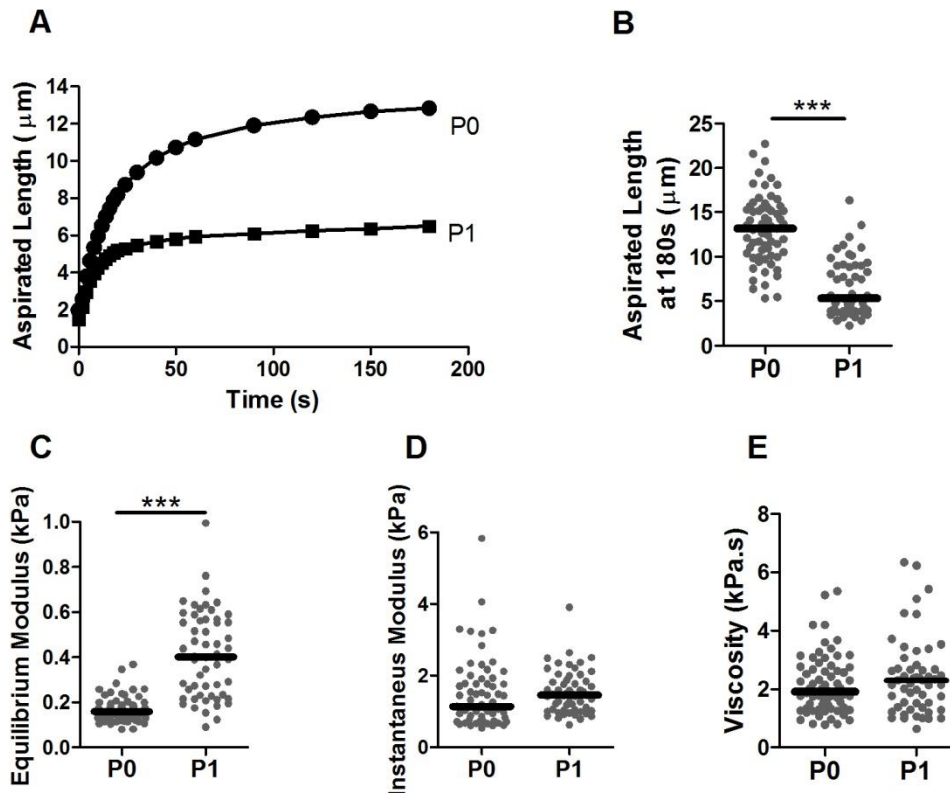 A
Aspirated Length ( μm)
14
12
10
8
6
4
2
0
0
50
100
150
200
Time (s)
P0
P1
B
Aspirated Length
at 180s (μm)
25
20
15
10
5
0
***
P0
P1
C
Equilibrium Modulus (kPa)
1.0
0.8
0.6
0.4
0.2
0.0
***
P0
P1
D
Instantaneus Modulus (kPa)
6
4
2
0
P0
P1
E
Viscosity (kPa.s)
8
6
4
2
0
P0
P1